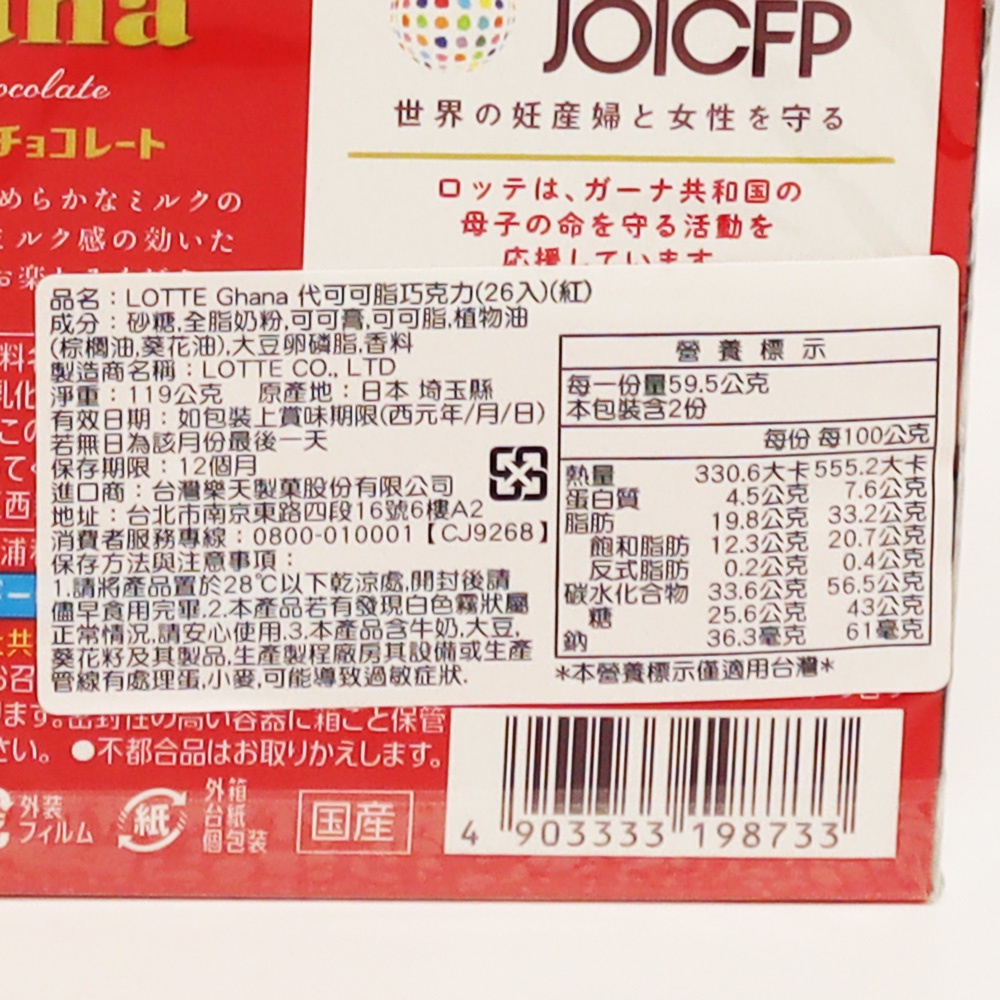 JOICFP
世界の妊産婦と女性を守る
ロッテは、ガーナ共和国の
母子の命を守る活動を
応援しています
チョコレート
めらかなミルクの
ミルク感の効いた
品名：LOTTE Ghana 代可可脂巧克力(26入)(紅)
成分：砂糖,全脂奶粉,可可膏,可可脂,植物油
(棕櫚油,葵花油),大豆卵磷脂,香料
製造商名稱：LOTTE CO., LTD
淨重：119公克 原產地：日本 埼玉縣
有效日期：如包裝上賞味期限(西元年/月/日)
若無日為該月份最後一天
保存期限：12個月
進口商：台灣樂天製菓股份有限公司
地址：台北市南京東路四段16號6樓A2
消費者服務專線：0800-010001【CJ9268】
保存方法與注意事項：
1.請將產品置於28℃以下乾涼處,開封後請
儘早食用完畢.2.本產品若有發現白色霧狀屬
正常情況,請安心使用.3.本產品含牛奶,大豆,
葵花籽及其製品,生產製程廠房其設備或生產
管線有處理蛋,小麥,可能導致過敏症狀.
營養標示
每一份量59.5公克
本包裝含2份
每份 每100公克
熱量 330.6大卡 555.2大卡
蛋白質 4.5公克 7.6公克
脂肪 19.8公克 33.2公克
飽和脂肪 12.3公克 20.7公克
反式脂肪 0.2公克 0.4公克
碳水化合物 33.6公克 56.5公克
糖 25.6公克 43公克
鈉 36.3毫克 61毫克
*本營養標示僅適用台灣*
ます。密封性の高い容器に箱ごと保管
さい。 ●不都合品はお取りかえします。
外装
フィルム
紙
外箱
台紙
個包装
国産
4 903333 198733